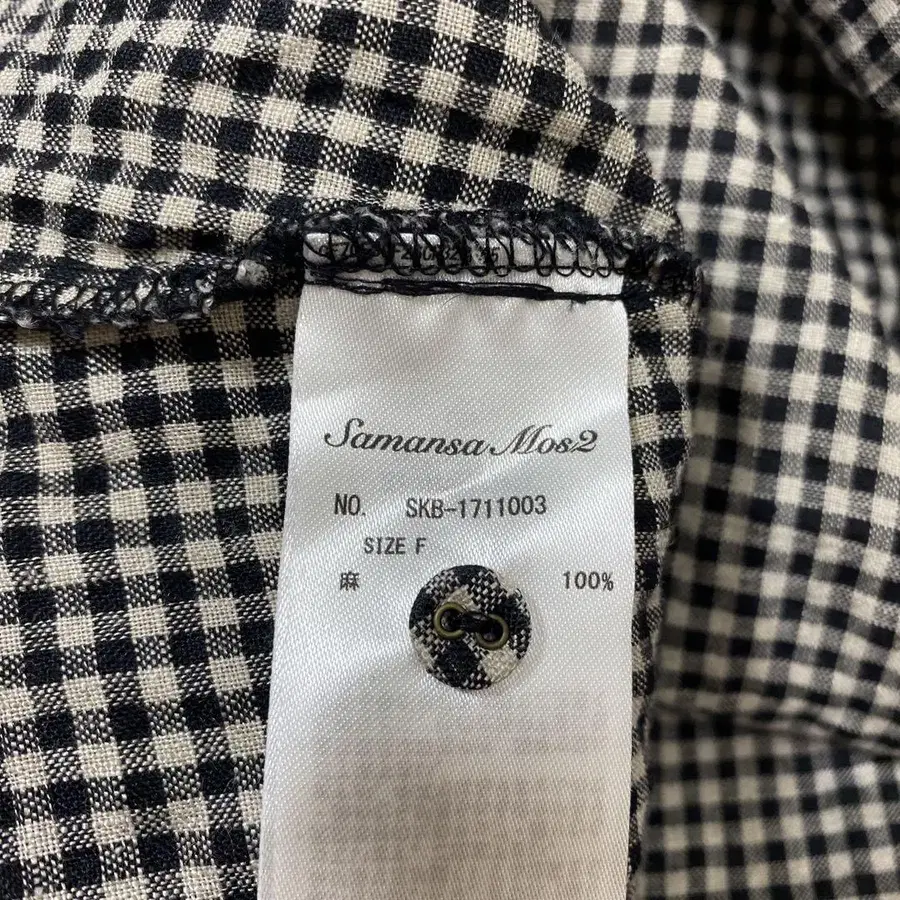 Samansa Mos2
NO. SKB-1711003
SIZE F
麻 100%